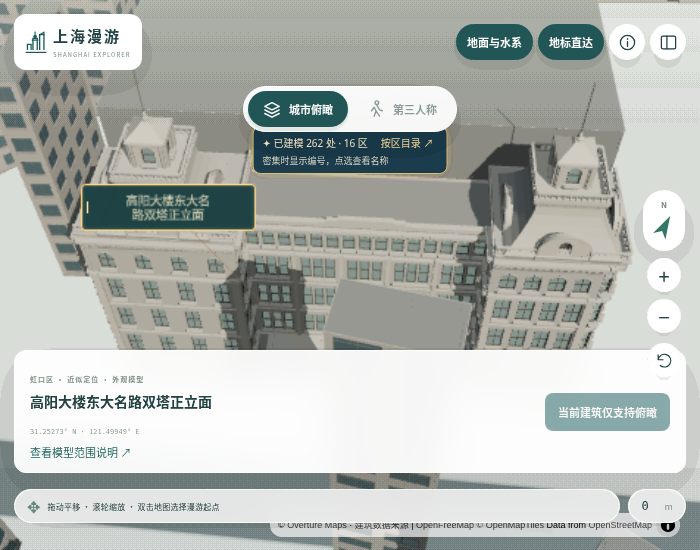 上海漫游
SHANGHAI EXPLORER
地面与水系
地标直达
城市俯瞰
第三人称
✦ 已建模 262 处 · 16 区 按区目录 ↗
密集时显示编号，点选查看名称
高阳大楼东大名
路双塔正立面
N
+
−
虹口区 · 近似定位 · 外观模型
高阳大楼东大名路双塔正立面
31.25273° N · 121.49949° E
查看模型范围说明 ↗
当前建筑仅支持俯瞰
拖动平移 · 滚轮缩放 · 双击地图选择漫游起点
0 m
© Overture Maps · 建筑数据来源 | OpenFreeMap © OpenMapTiles Data from OpenStreetMap